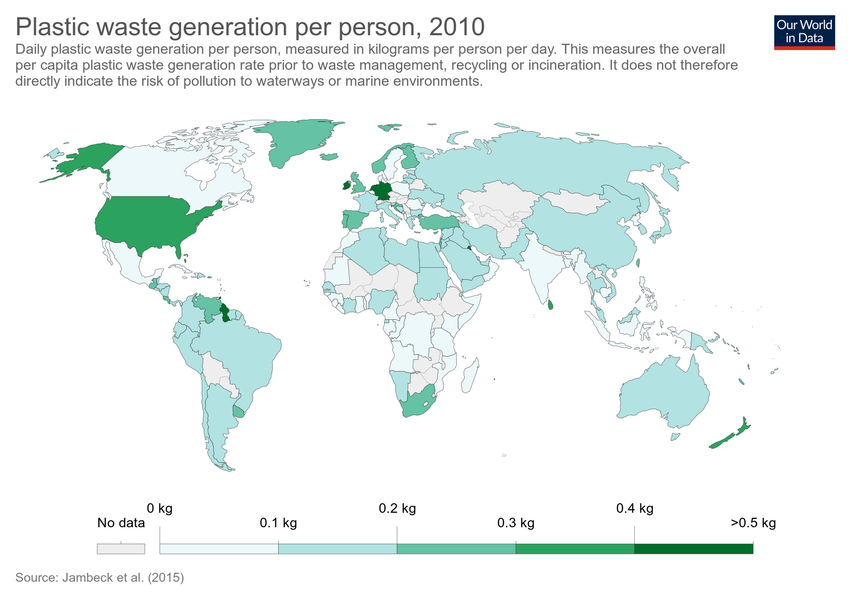 Plastic waste generation per person, 2010
Our World
in Data
Daily plastic waste generation per person, measured in kilograms per person per day. This measures the overall
per capita plastic waste generation rate prior to waste management, recycling or incineration. It does not therefore
directly indicate the risk of pollution to waterways or marine environments.
0 kg
0.2 kg
0.4 kg
No data
0.1 kg
0.3 kg
>0.5 kg
Source: Jambeck et al. (2015)